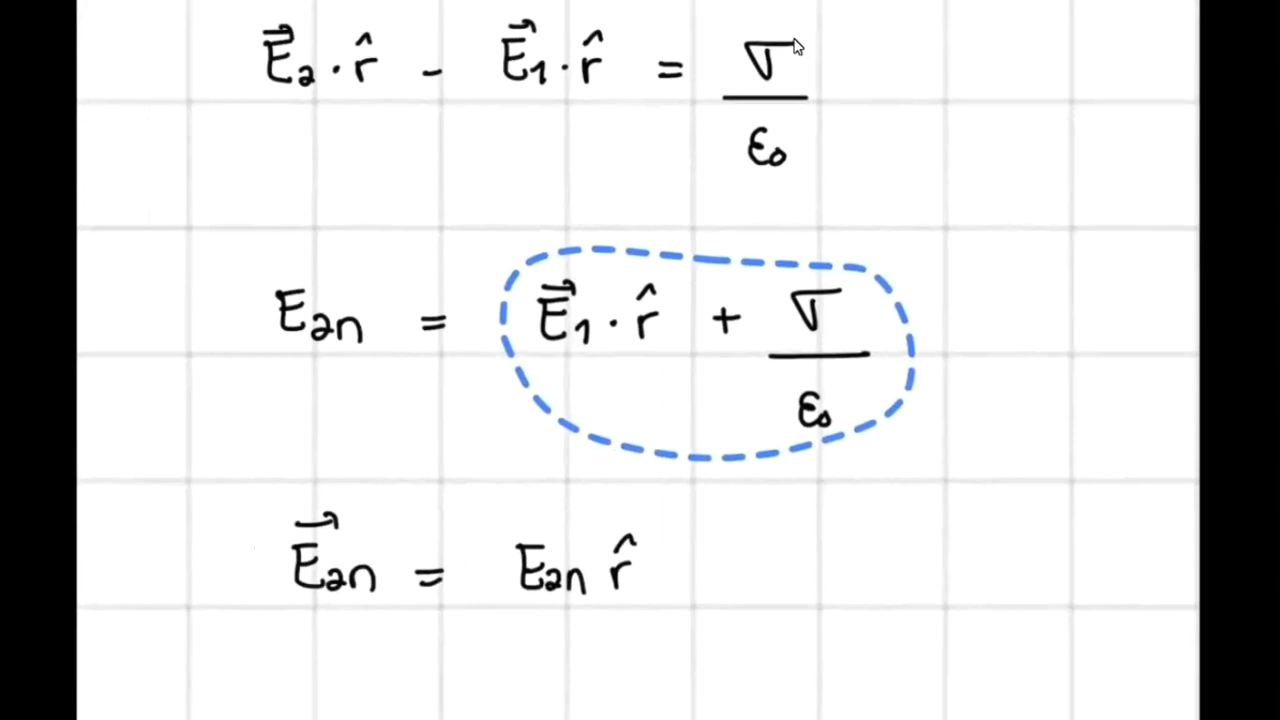 E⃗₂ · r̂ - E⃗₁ · r̂ = σ/ε₀
E₂ₙ = E⃗₁ · r̂ + σ/ε₀
E⃗₂ₙ = E₂ₙ r̂